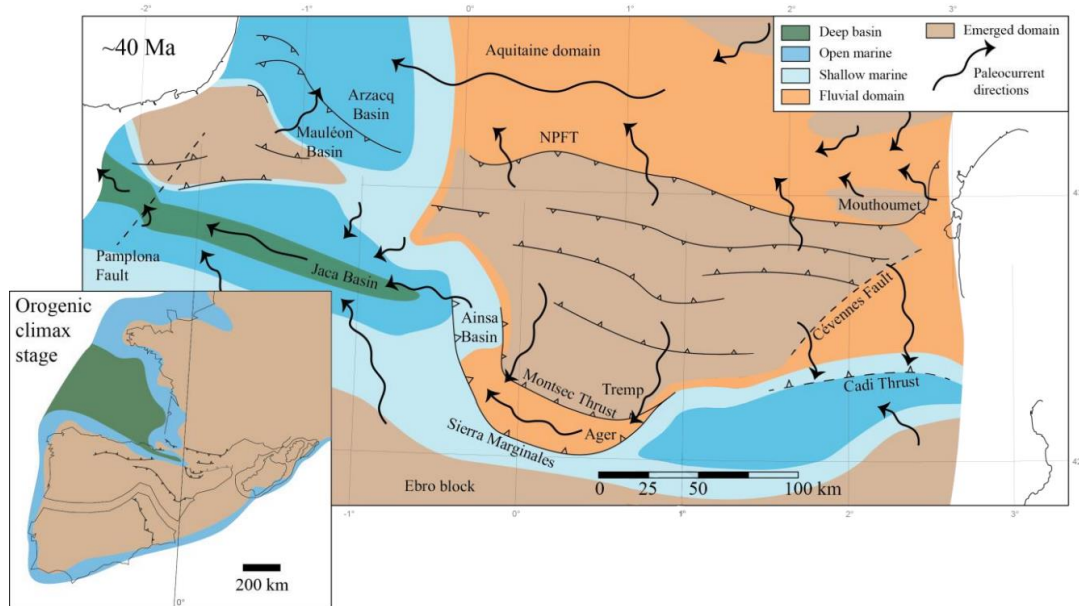 -2°
-1°
0°
1°
~40 Ma
Aquitaine domain
Deep basin
Open marine
Shallow marine
Fluvial domain
Emerged domain
Paleocurrent
directions
Arzacq
Basin
Mauléon
Basin
NPFT
Mouthoumet
43
Pamplona
Fault
Jaca Basin
Ainsa
Basin
Cévennes Fault
Montsec Thrust
Tremp
Cadi Thrust
Ager
Sierra Marginales
Ebro block
0 25 50 100 km
42
-1°
0°
1°
2°
3°
Orogenic
climax
stage
200 km
0°